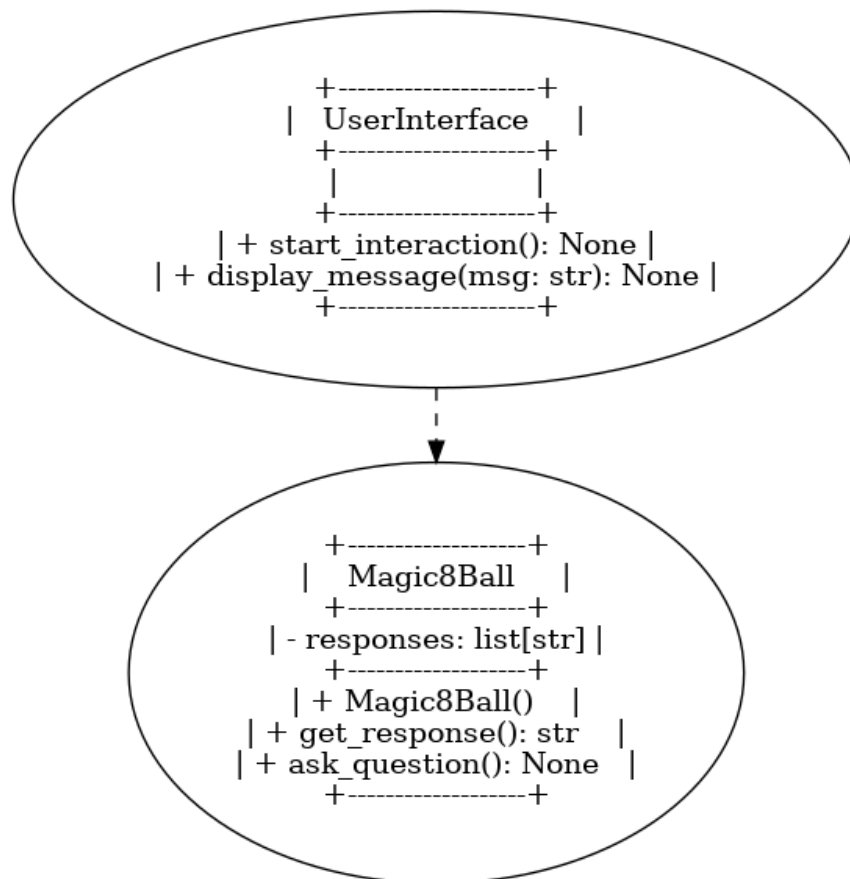 +---------------------+
| UserInterface |
+---------------------+
| |
+---------------------+
| + start_interaction(): None |
| + display_message(msg: str): None |
+---------------------+
+-------------------+
| Magic8Ball |
+-------------------+
| - responses: list[str] |
+-------------------+
| + Magic8Ball() |
| + get_response(): str |
| + ask_question(): None |
+-------------------+